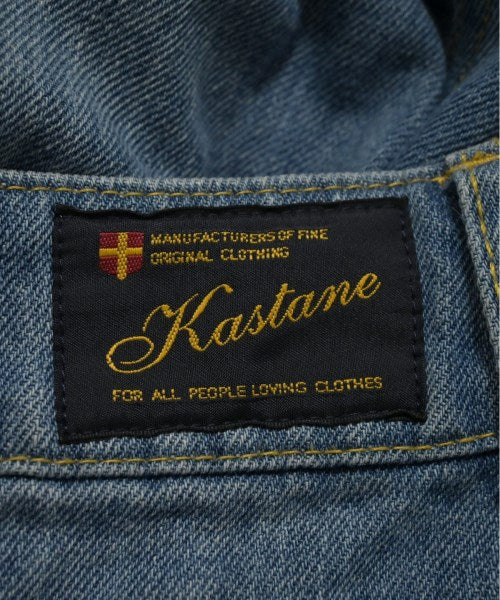 MANUFACTURERS OF FINE
ORIGINAL CLOTHING
Kastane
FOR ALL PEOPLE LOVING CLOTHES